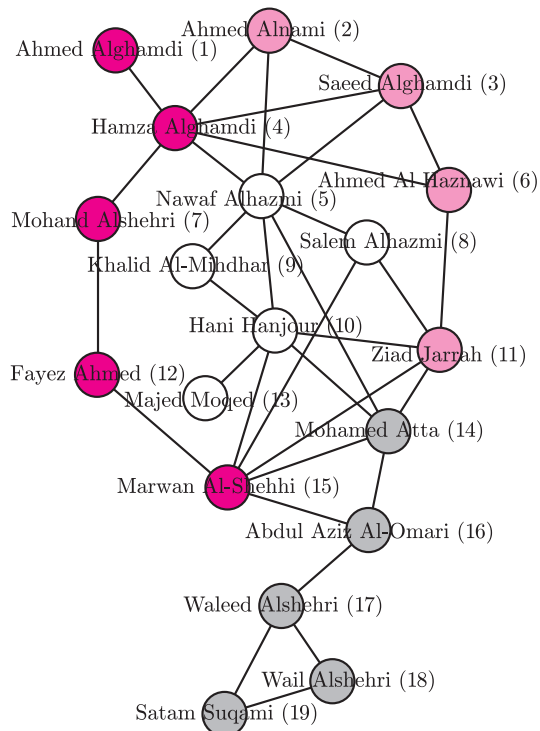 Ahmed Alghamdi (1)
Ahmed Alnami (2)
Saeed Alghamdi (3)
Hamza Alghamdi (4)
Nawaf Alhazmi (5)
Ahmed Al-Haznawi (6)
Mohand Alshehri (7)
Salem Alhazmi (8)
Khalid Al-Mihdhar (9)
Hani Hanjour (10)
Ziad Jarrah (11)
Fayez Ahmed (12)
Majed Moqed (13)
Mohamed Atta (14)
Marwan Al-Shehhi (15)
Abdul Aziz Al-Omari (16)
Waleed Alshehri (17)
Wail Alshehri (18)
Satam Suqami (19)